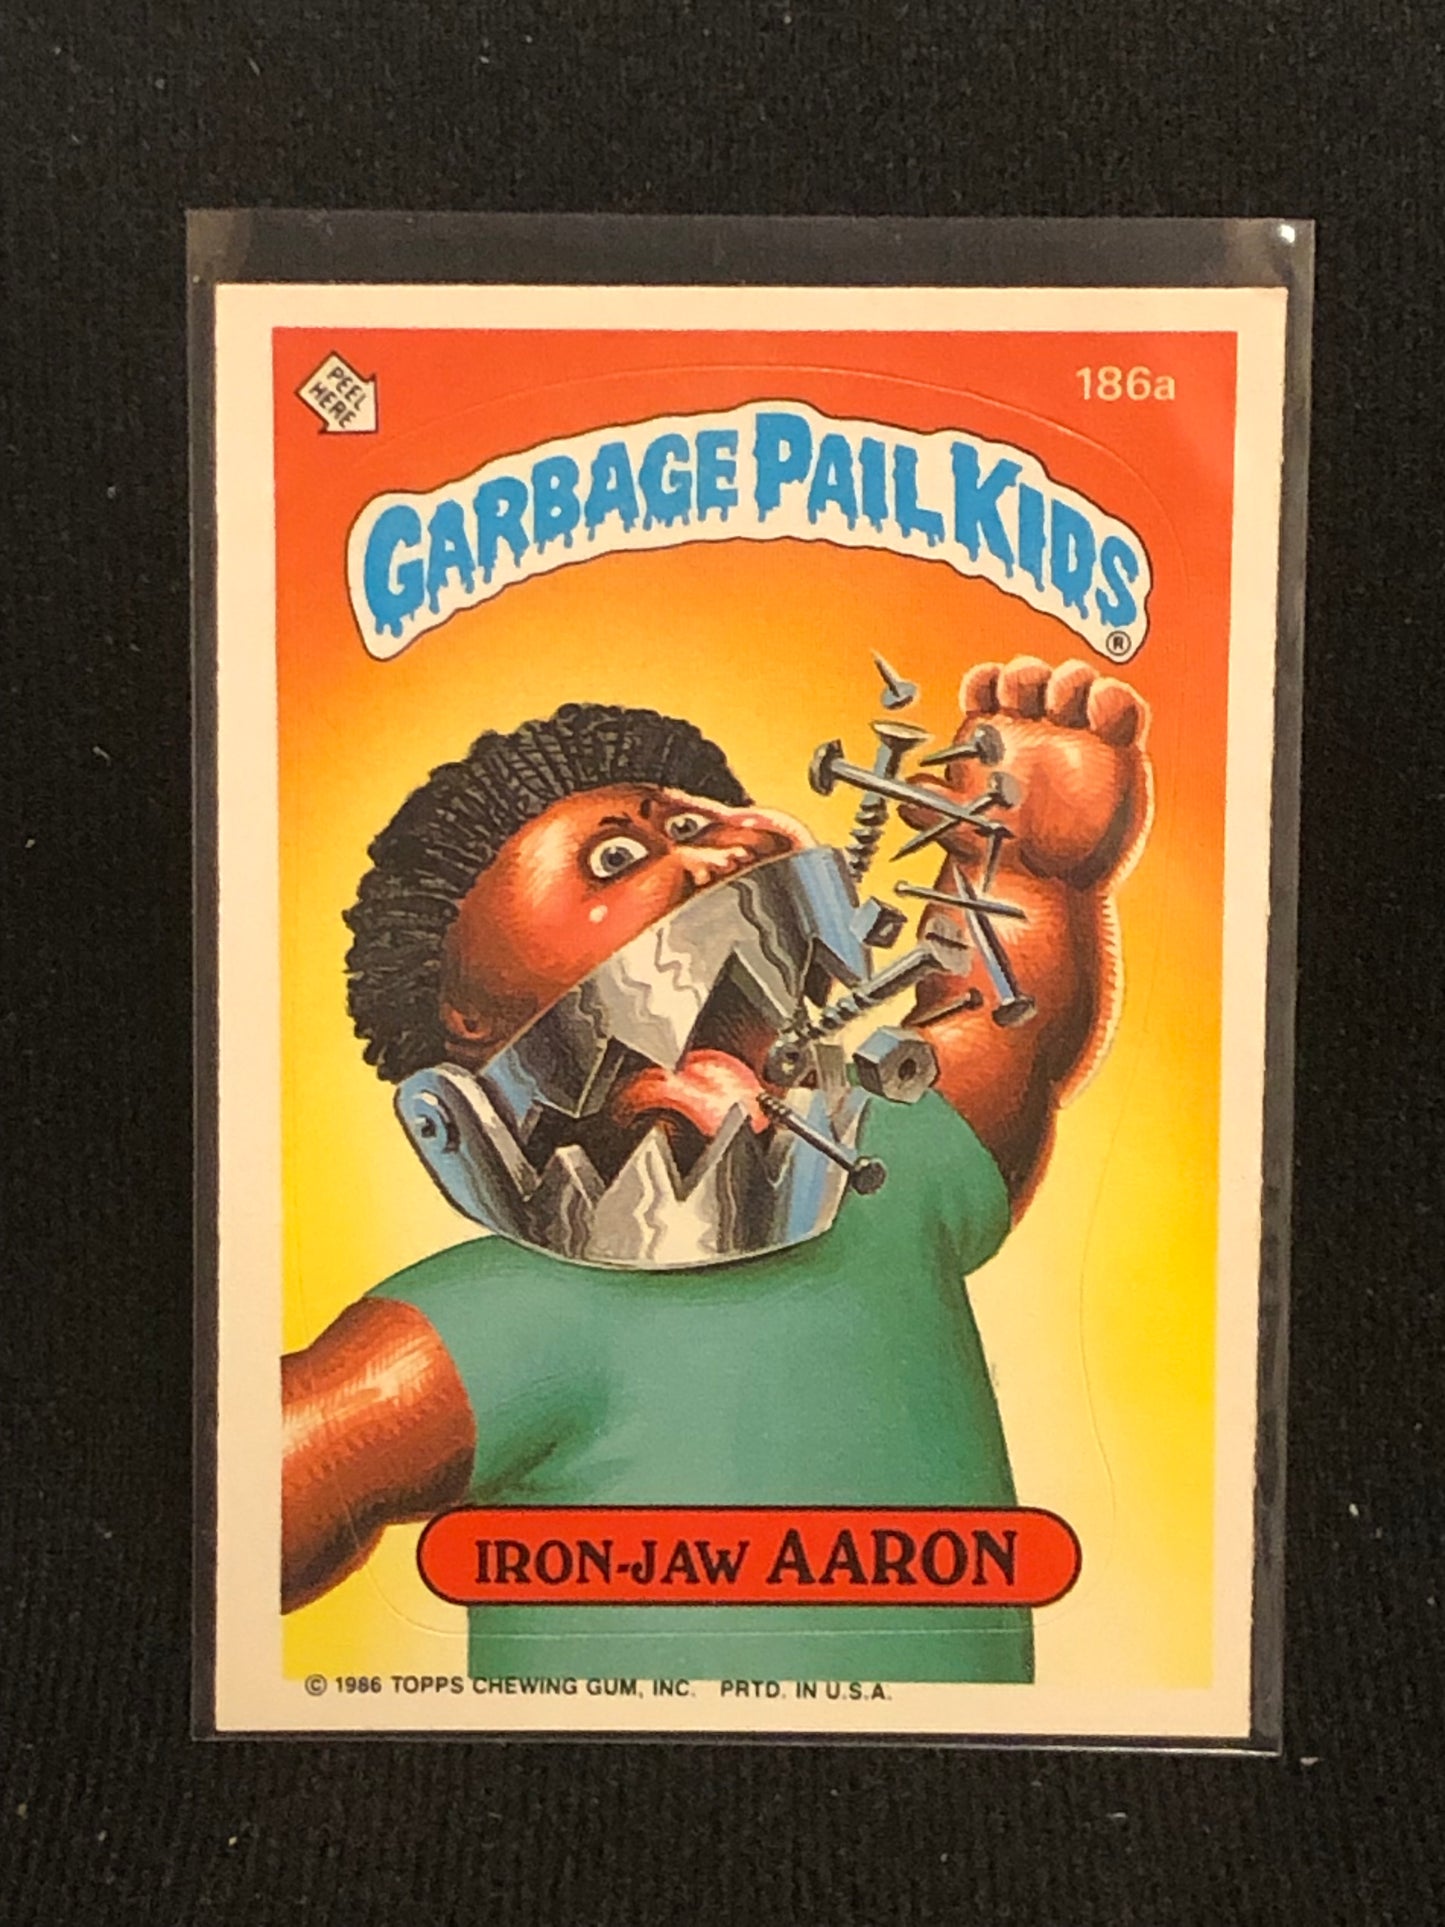 PEEL
HERE
186a
GARBAGE PAIL KIDS
®
IRON-JAW AARON
© 1986 TOPPS CHEWING GUM, INC. PRTD. IN U.S.A.